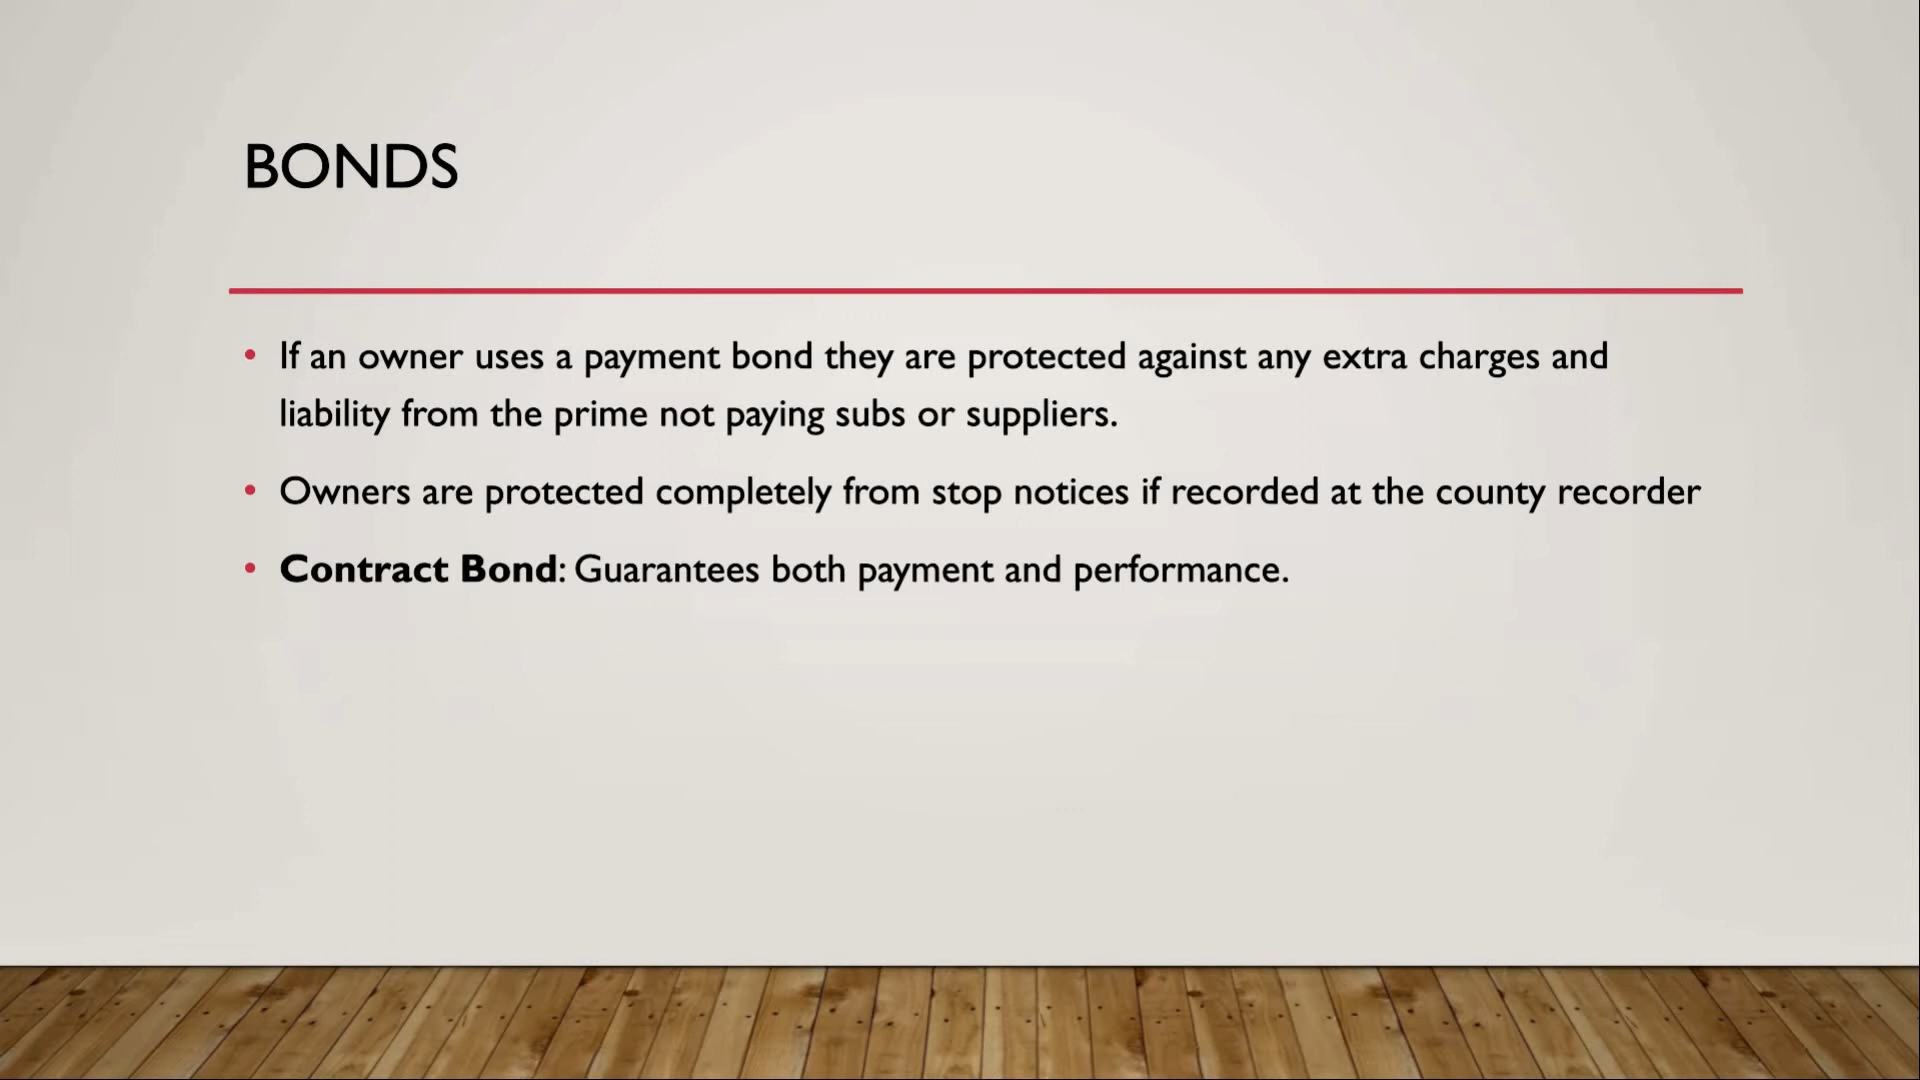 BONDS
• If an owner uses a payment bond they are protected against any extra charges and
liability from the prime not paying subs or suppliers.
• Owners are protected completely from stop notices if recorded at the county recorder
• Contract Bond: Guarantees both payment and performance.